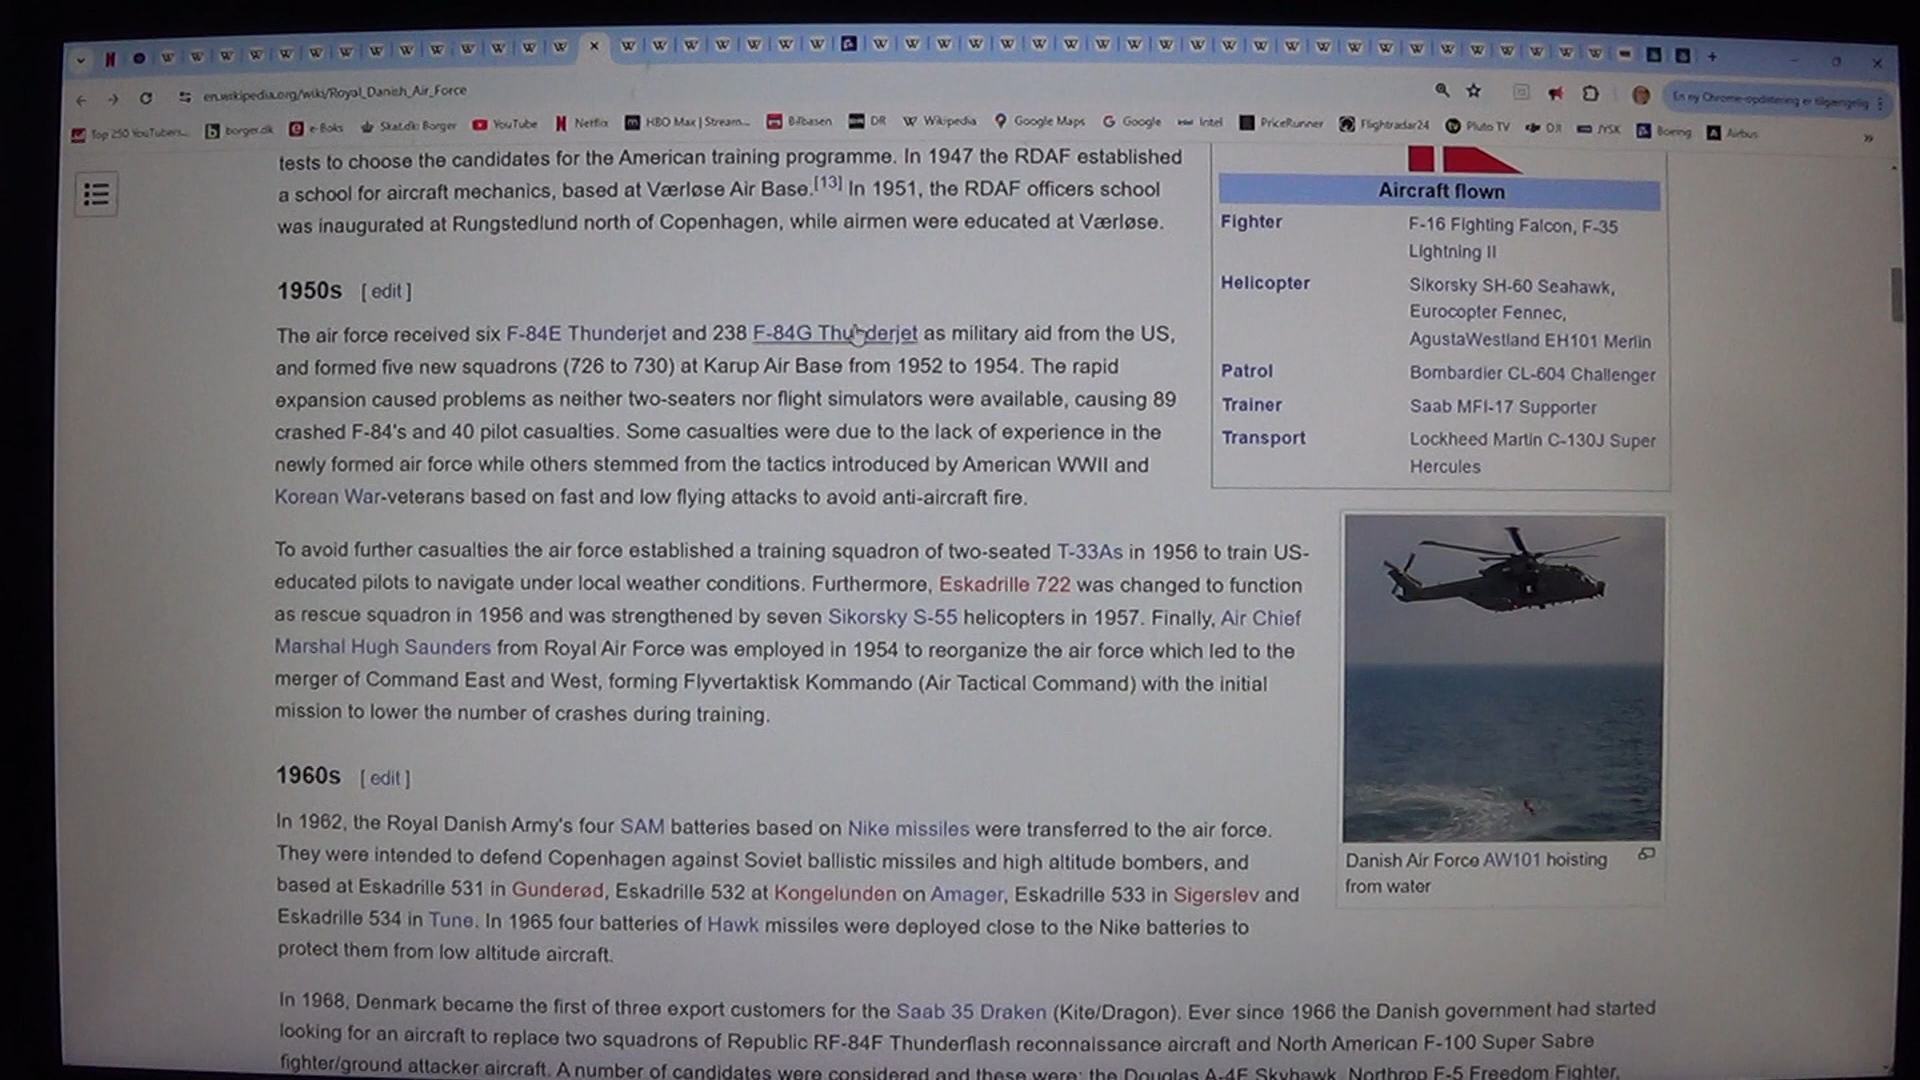 en.wikipedia.org/wiki/Royal_Danish_Air_Force
En ny Chrome-opdatering er tilgængelig
Top 250 YouTubers... borger.dk e-Boks Skat.dk: Borger YouTube Netflix HBO Max | Stream... Bilbasen DR Wikipedia Google Maps Google Intel PriceRunner Flightradar24 Pluto TV DJI JYSK Boeing Airbus
tests to choose the candidates for the American training programme. In 1947 the RDAF established
a school for aircraft mechanics, based at Værløse Air Base.[13] In 1951, the RDAF officers school
was inaugurated at Rungstedlund north of Copenhagen, while airmen were educated at Værløse.
1950s [ edit ]
The air force received six F-84E Thunderjet and 238 F-84G Thunderjet as military aid from the US,
and formed five new squadrons (726 to 730) at Karup Air Base from 1952 to 1954. The rapid
expansion caused problems as neither two-seaters nor flight simulators were available, causing 89
crashed F-84's and 40 pilot casualties. Some casualties were due to the lack of experience in the
newly formed air force while others stemmed from the tactics introduced by American WWII and
Korean War-veterans based on fast and low flying attacks to avoid anti-aircraft fire.
To avoid further casualties the air force established a training squadron of two-seated T-33As in 1956 to train US-
educated pilots to navigate under local weather conditions. Furthermore, Eskadrille 722 was changed to function
as rescue squadron in 1956 and was strengthened by seven Sikorsky S-55 helicopters in 1957. Finally, Air Chief
Marshal Hugh Saunders from Royal Air Force was employed in 1954 to reorganize the air force which led to the
merger of Command East and West, forming Flyvertaktisk Kommando (Air Tactical Command) with the initial
mission to lower the number of crashes during training.
1960s [ edit ]
In 1962, the Royal Danish Army's four SAM batteries based on Nike missiles were transferred to the air force.
They were intended to defend Copenhagen against Soviet ballistic missiles and high altitude bombers, and
based at Eskadrille 531 in Gunderød, Eskadrille 532 at Kongelunden on Amager, Eskadrille 533 in Sigerslev and
Eskadrille 534 in Tune. In 1965 four batteries of Hawk missiles were deployed close to the Nike batteries to
protect them from low altitude aircraft.
In 1968, Denmark became the first of three export customers for the Saab 35 Draken (Kite/Dragon). Ever since 1966 the Danish government had started
looking for an aircraft to replace two squadrons of Republic RF-84F Thunderflash reconnaissance aircraft and North American F-100 Super Sabre
fighter/ground attacker aircraft. A number of candidates were considered and these were: the Douglas A-4F Skyhawk, Northrop F-5 Freedom Fighter,
Aircraft flown
Fighter F-16 Fighting Falcon, F-35
Lightning II
Helicopter Sikorsky SH-60 Seahawk,
Eurocopter Fennec,
AgustaWestland EH101 Merlin
Patrol Bombardier CL-604 Challenger
Trainer Saab MFI-17 Supporter
Transport Lockheed Martin C-130J Super
Hercules
Danish Air Force AW101 hoisting
from water